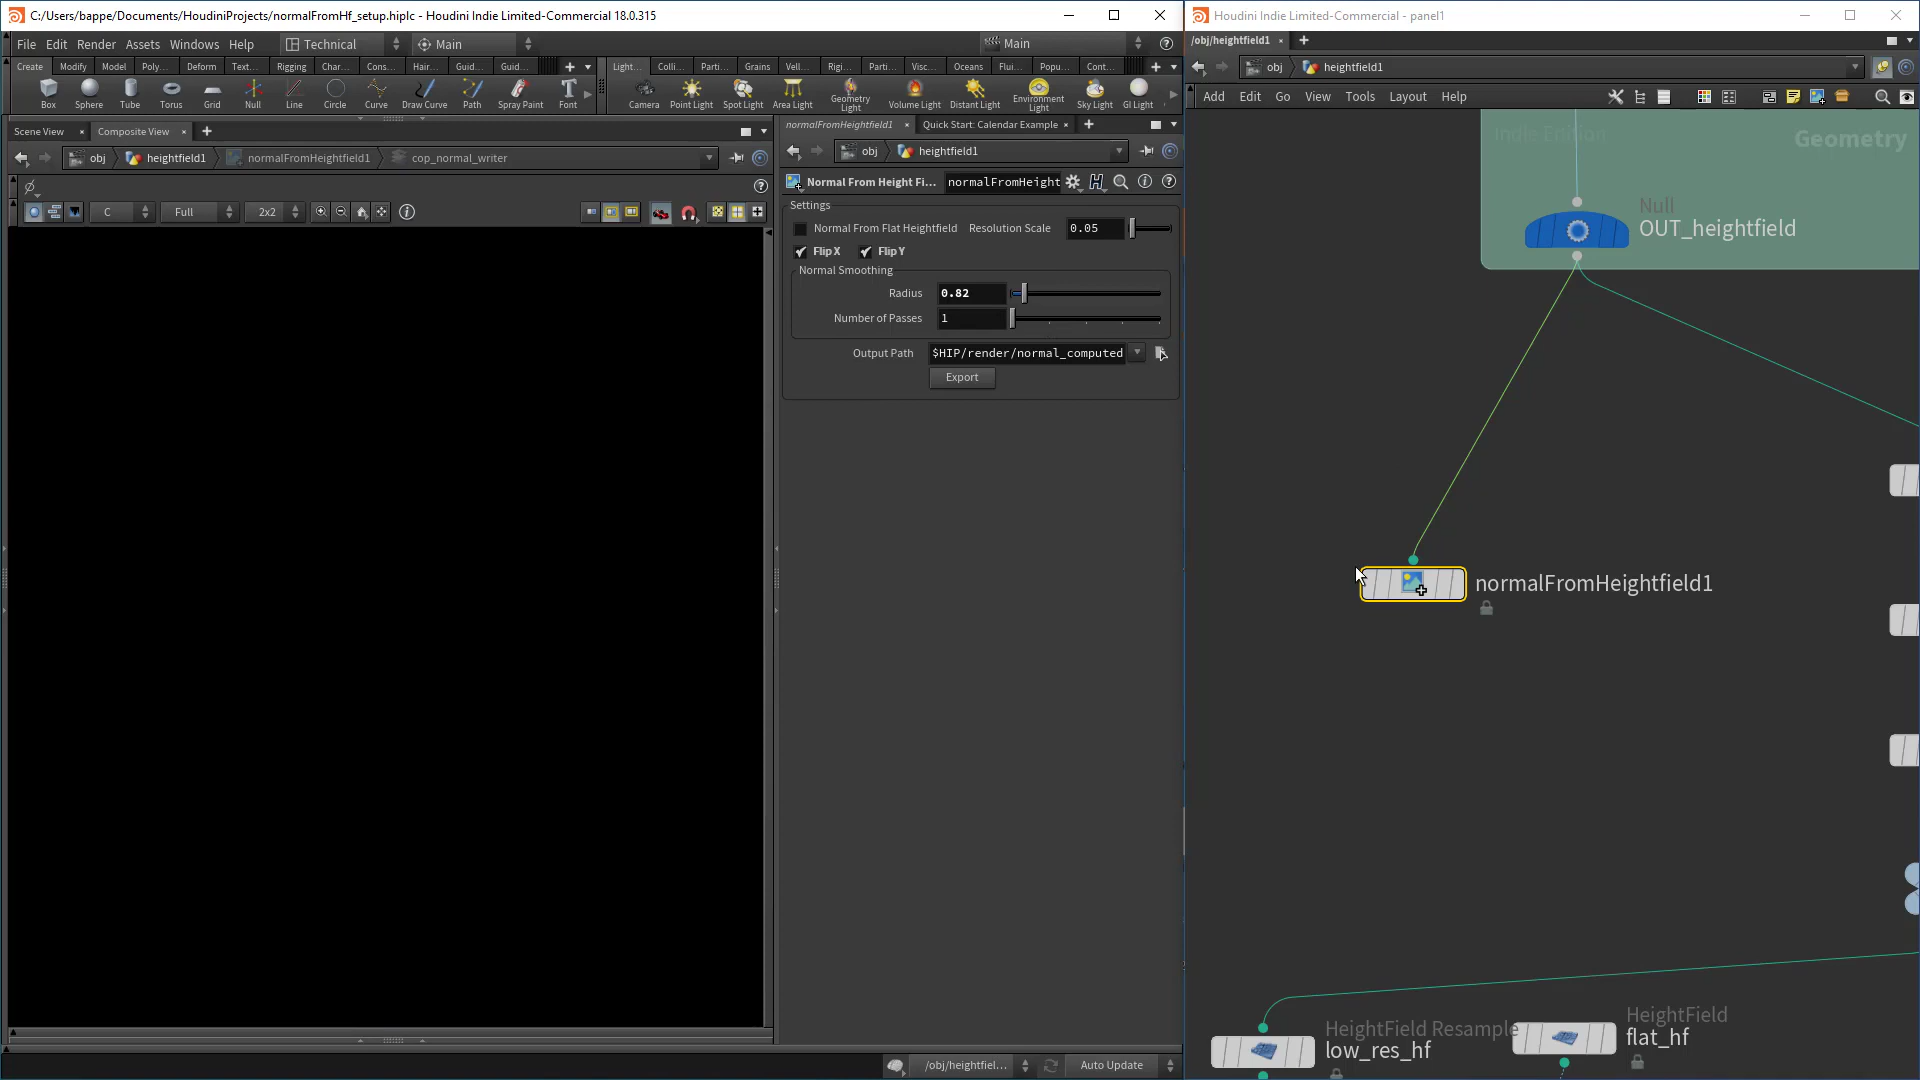 C:/Users/bappe/Documents/HoudiniProjects/normalFromHf_setup.hiplc - Houdini Indie Limited-Commercial 18.0.315
File Edit Render Assets Windows Help Technical Main Main
Create Modify Model Poly... Deform Text... Rigging Char... Cons... Hair... Guid... Guid...
Light... Colli... Parti... Grains Vell... Rigi... Parti... Visc... Oceans Flui... Popu... Cont...
Box Sphere Tube Torus Grid Null Line Circle Curve Draw Curve Path Spray Paint Font
Camera Point Light Spot Light Area Light Geometry Light Volume Light Distant Light Environment Light Sky Light GI Light
Scene View Composite View
obj heightfield1 normalFromHeightfield1 cop_normal_writer
C Full 2x2
normalFromHeightfield1 Quick Start: Calendar Example
obj heightfield1
Normal From Height Fi... normalFromHeight
Settings
Normal From Flat Heightfield Resolution Scale 0.05
Flip X Flip Y
Normal Smoothing
Radius 0.82
Number of Passes 1
Output Path $HIP/render/normal_computed
Export
/obj/heightfiel... Auto Update
Houdini Indie Limited-Commercial - panel1
/obj/heightfield1
obj heightfield1
Add Edit Go View Tools Layout Help
Indie Edition
Geometry
Null
OUT_heightfield
normalFromHeightfield1
HeightField Resample
low_res_hf
HeightField
flat_hf